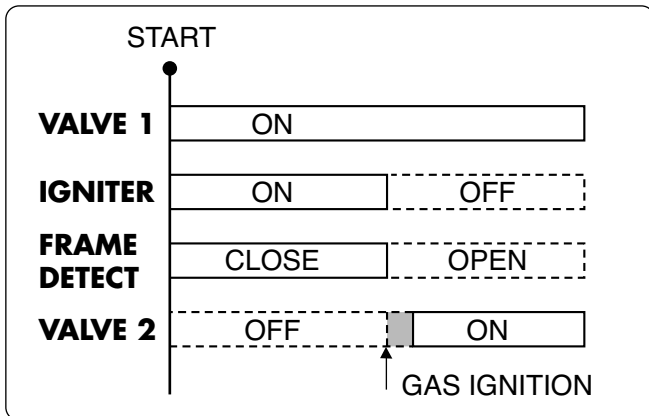 START
VALVE 1 ON
IGNITER ON OFF
FRAME
DETECT CLOSE OPEN
VALVE 2 OFF ON
GAS IGNITION